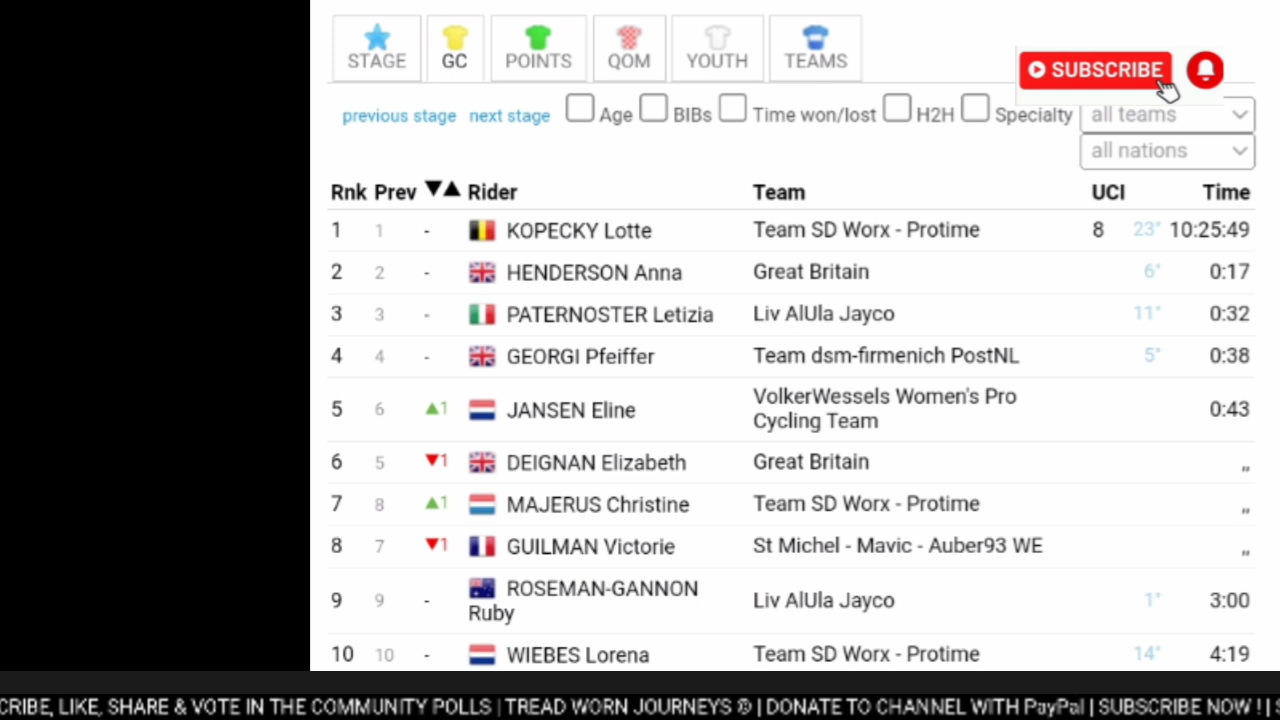 STAGE GC POINTS QOM YOUTH TEAMS
SUBSCRIBE
previous stage next stage Age BIBs Time won/lost H2H Specialty all teams
all nations
Rnk Prev ▼▲ Rider Team UCI Time
1 1 - KOPECKY Lotte Team SD Worx - Protime 8 23" 10:25:49
2 2 - HENDERSON Anna Great Britain 6" 0:17
3 3 - PATERNOSTER Letizia Liv AlUla Jayco 11" 0:32
4 4 - GEORGI Pfeiffer Team dsm-firmenich PostNL 5" 0:38
5 6 ▲1 JANSEN Eline VolkerWessels Women's Pro
Cycling Team 0:43
6 5 ▼1 DEIGNAN Elizabeth Great Britain ,,
7 8 ▲1 MAJERUS Christine Team SD Worx - Protime ,,
8 7 ▼1 GUILMAN Victorie St Michel - Mavic - Auber93 WE ,,
9 9 - ROSEMAN-GANNON
Ruby Liv AlUla Jayco 1" 3:00
10 10 - WIEBES Lorena Team SD Worx - Protime 14" 4:19
CRIBE, LIKE, SHARE & VOTE IN THE COMMUNITY POLLS | TREAD WORN JOURNEYS © | DONATE TO CHANNEL WITH PayPal | SUBSCRIBE NOW ! |